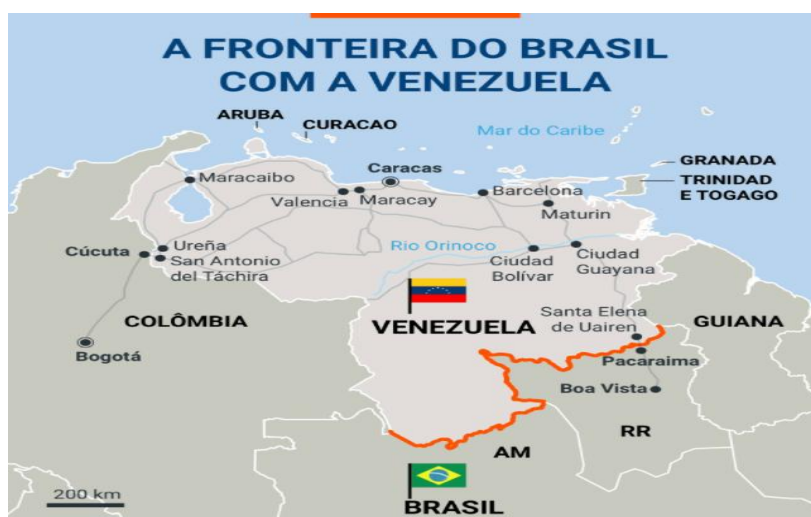 A FRONTEIRA DO BRASIL
COM A VENEZUELA
ARUBA
CURACAO
Mar do Caribe
GRANADA
TRINDAD
E TOGAGO
Caracas
Maracaibo
Valencia
Maracay
Barcelona
Maturin
Cúcuta
Ureña
San Antonio
del Táchira
Rio Orinoco
Ciudad
Bolívar
Ciudad
Guayana
COLÔMBIA
VENEZUELA
Santa Elena
de Uairen
GUIANA
Bogotá
Pacaraima
Boa Vista
RR
AM
200 km
BRASIL